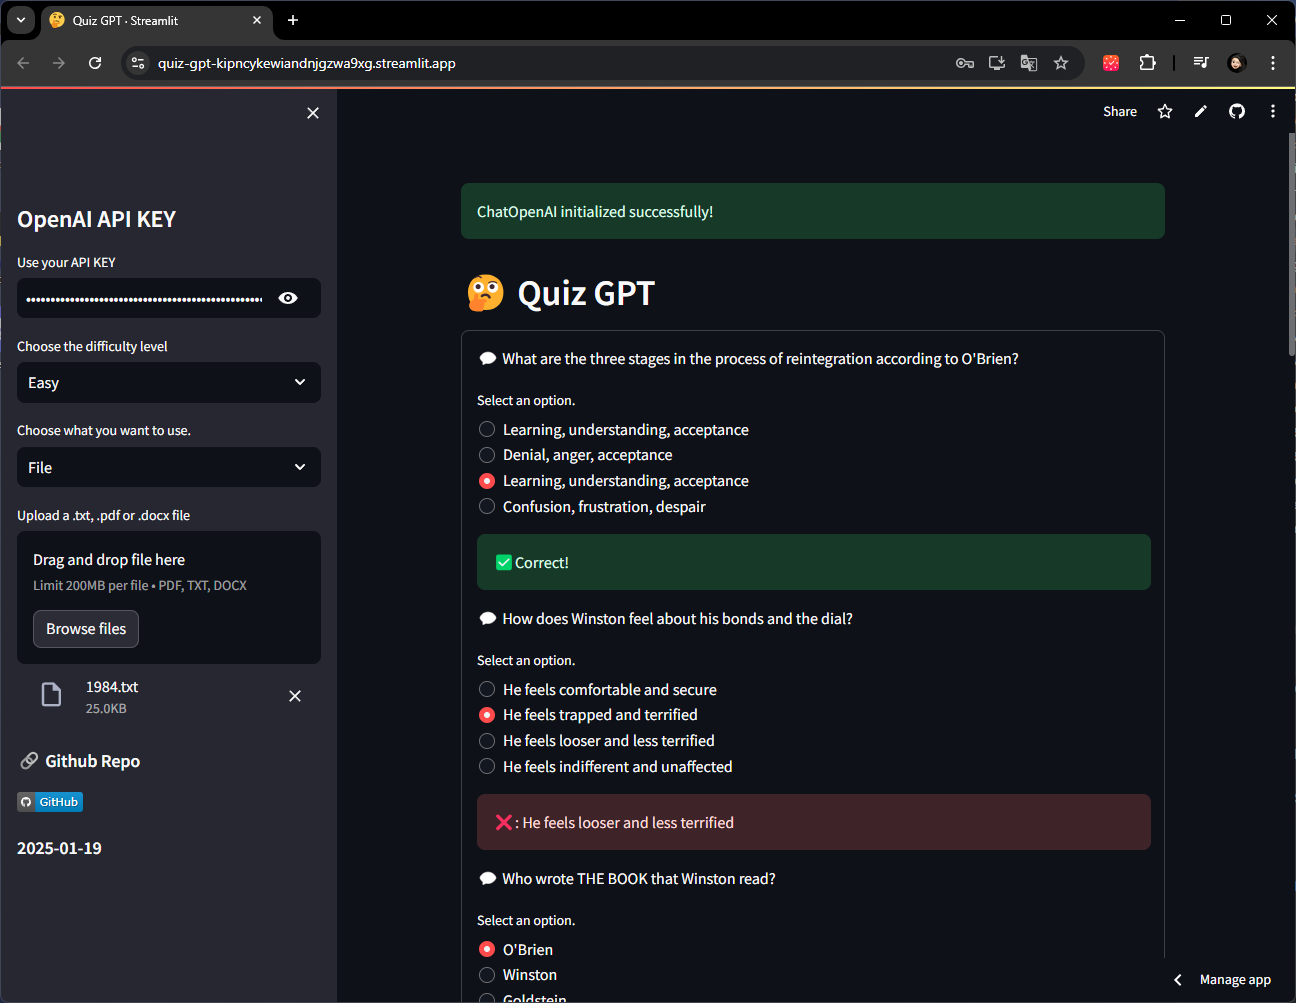 Quiz GPT · Streamlit
quiz-gpt-kipncykewiandnjgzwa9xg.streamlit.app
Share
OpenAI API KEY
Use your API KEY
Choose the difficulty level
Easy
Choose what you want to use.
File
Upload a .txt, .pdf or .docx file
Drag and drop file here
Limit 200MB per file • PDF, TXT, DOCX
Browse files
1984.txt
25.0KB
Github Repo
GitHub
2025-01-19
ChatOpenAI initialized successfully!
Quiz GPT
What are the three stages in the process of reintegration according to O'Brien?
Select an option.
Learning, understanding, acceptance
Denial, anger, acceptance
Learning, understanding, acceptance
Confusion, frustration, despair
Correct!
How does Winston feel about his bonds and the dial?
Select an option.
He feels comfortable and secure
He feels trapped and terrified
He feels looser and less terrified
He feels indifferent and unaffected
: He feels looser and less terrified
Who wrote THE BOOK that Winston read?
Select an option.
O'Brien
Winston
Goldstein
Manage app